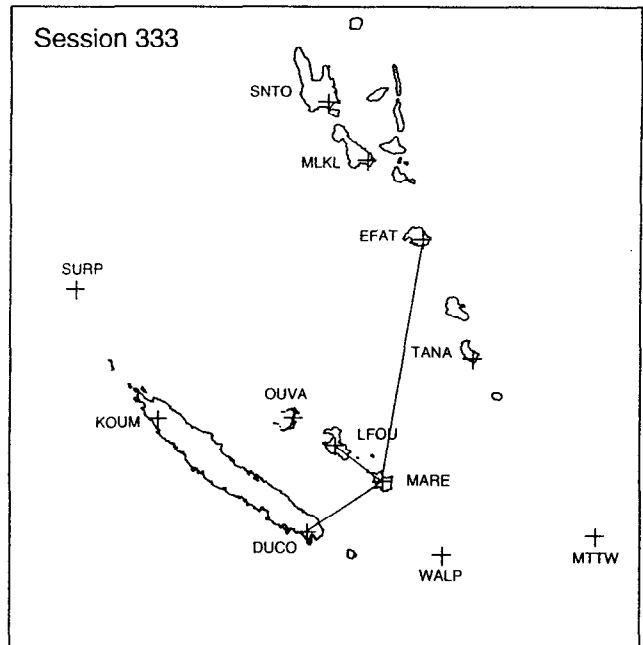 Session 333
SNTO
MLKL
EFAT
SURP
TANA
OUVA
KOUM
LFOU
MARE
DUCO
WALP
MTTW